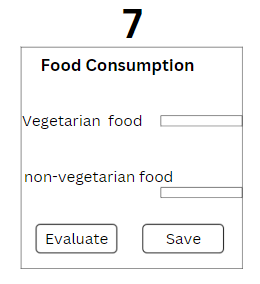 7
Food Consumption
Vegetarian food
non-vegetarian food
Evaluate Save